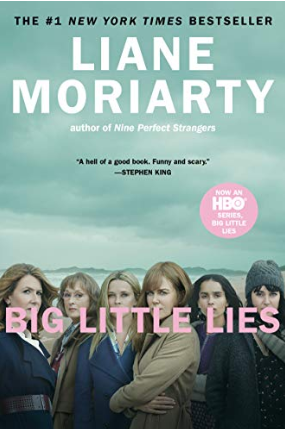 THE #1 NEW YORK TIMES BESTSELLER
LIANE
MORIARTY
author of Nine Perfect Strangers
"A hell of a good book. Funny and scary."
—STEPHEN KING
NOW AN
HBO®
SERIES,
BIG LITTLE
LIES
BIG LITTLE LIES